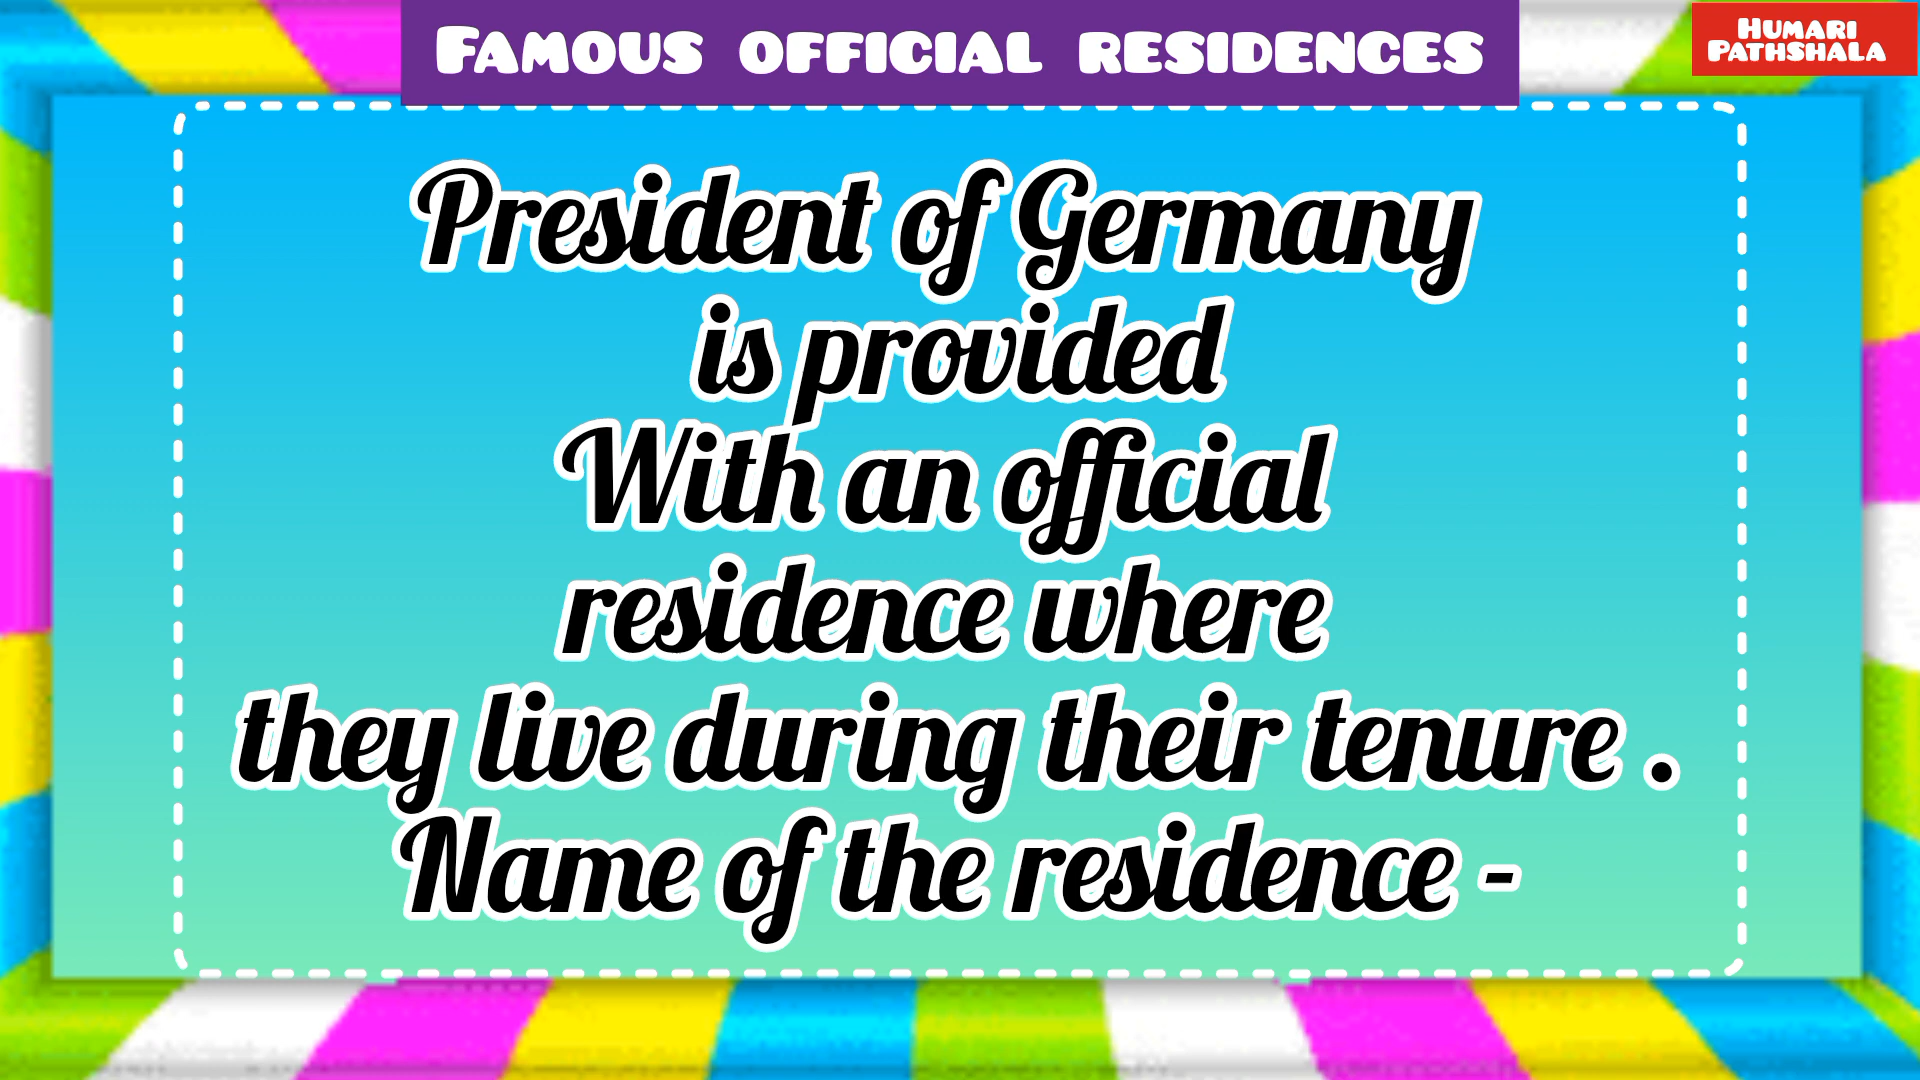 FAMOUS OFFICIAL RESIDENCES
HUMARI
PATHSHALA
President of Germany
is provided
With an official
residence where
they live during their tenure .
Name of the residence -